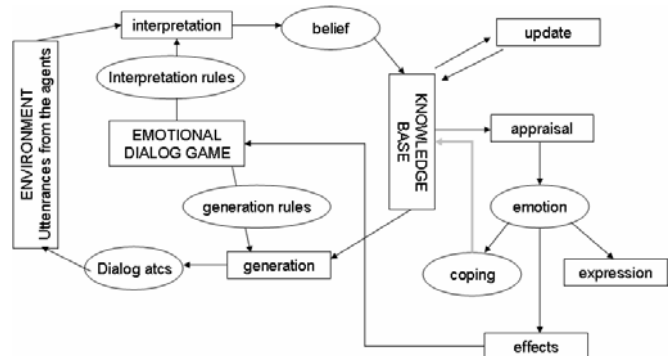 interpretation
belief
update
Interpretation rules
ENVIRONMENT
Uttenrances from the agents
KNOWLEDGE
BASE
EMOTIONAL
DIALOG GAME
appraisal
generation rules
emotion
Dialog atcs
generation
coping
expression
effects